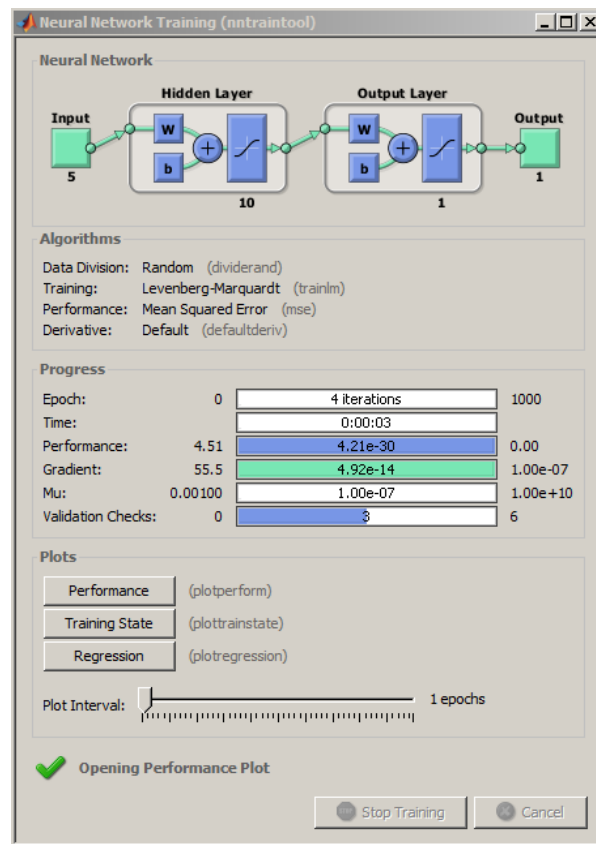 Neural Network Training (nntraintool)
Neural Network
Hidden Layer Output Layer
Input Output
W W
+ +
b b
5 1
10 1
Algorithms
Data Division: Random (dividerand)
Training: Levenberg-Marquardt (trainlm)
Performance: Mean Squared Error (mse)
Derivative: Default (defaultderiv)
Progress
Epoch: 0 4 iterations 1000
Time: 0:00:03
Performance: 4.51 4.21e-30 0.00
Gradient: 55.5 4.92e-14 1.00e-07
Mu: 0.00100 1.00e-07 1.00e+10
Validation Checks: 0 3 6
Plots
Performance (plotperform)
Training State (plottrainstate)
Regression (plotregression)
Plot Interval: 1 epochs
Opening Performance Plot
Stop Training Cancel